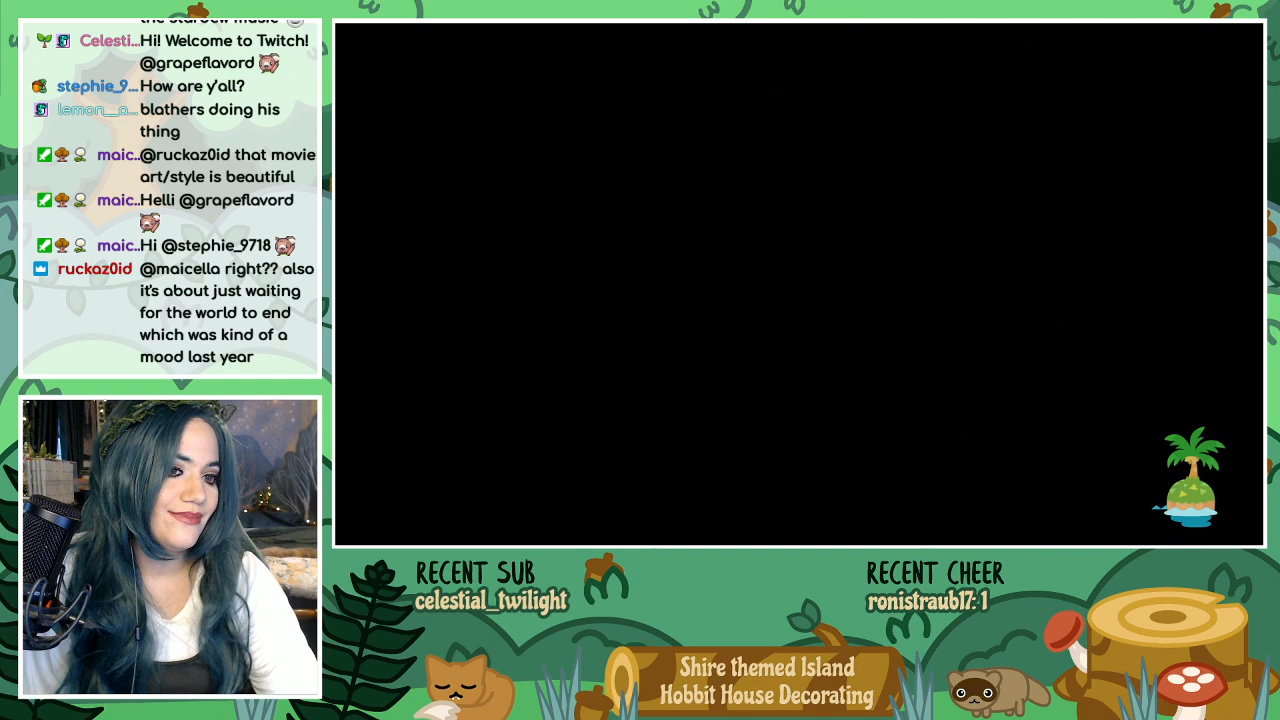 the stardew music
Celesti... Hi! Welcome to Twitch!
@grapeflavord
stephie_9... How are y'all?
lemon__a... blathers doing his
thing
maic.. @ruckaz0id that movie
art/style is beautiful
maic.. Helli @grapeflavord
maic.. Hi @stephie_9718
ruckaz0id @maicella right?? also
it's about just waiting
for the world to end
which was kind of a
mood last year
RECENT SUB
celestial_twilight
RECENT CHEER
ronistraub17: 1
Shire themed Island
Hobbit House Decorating